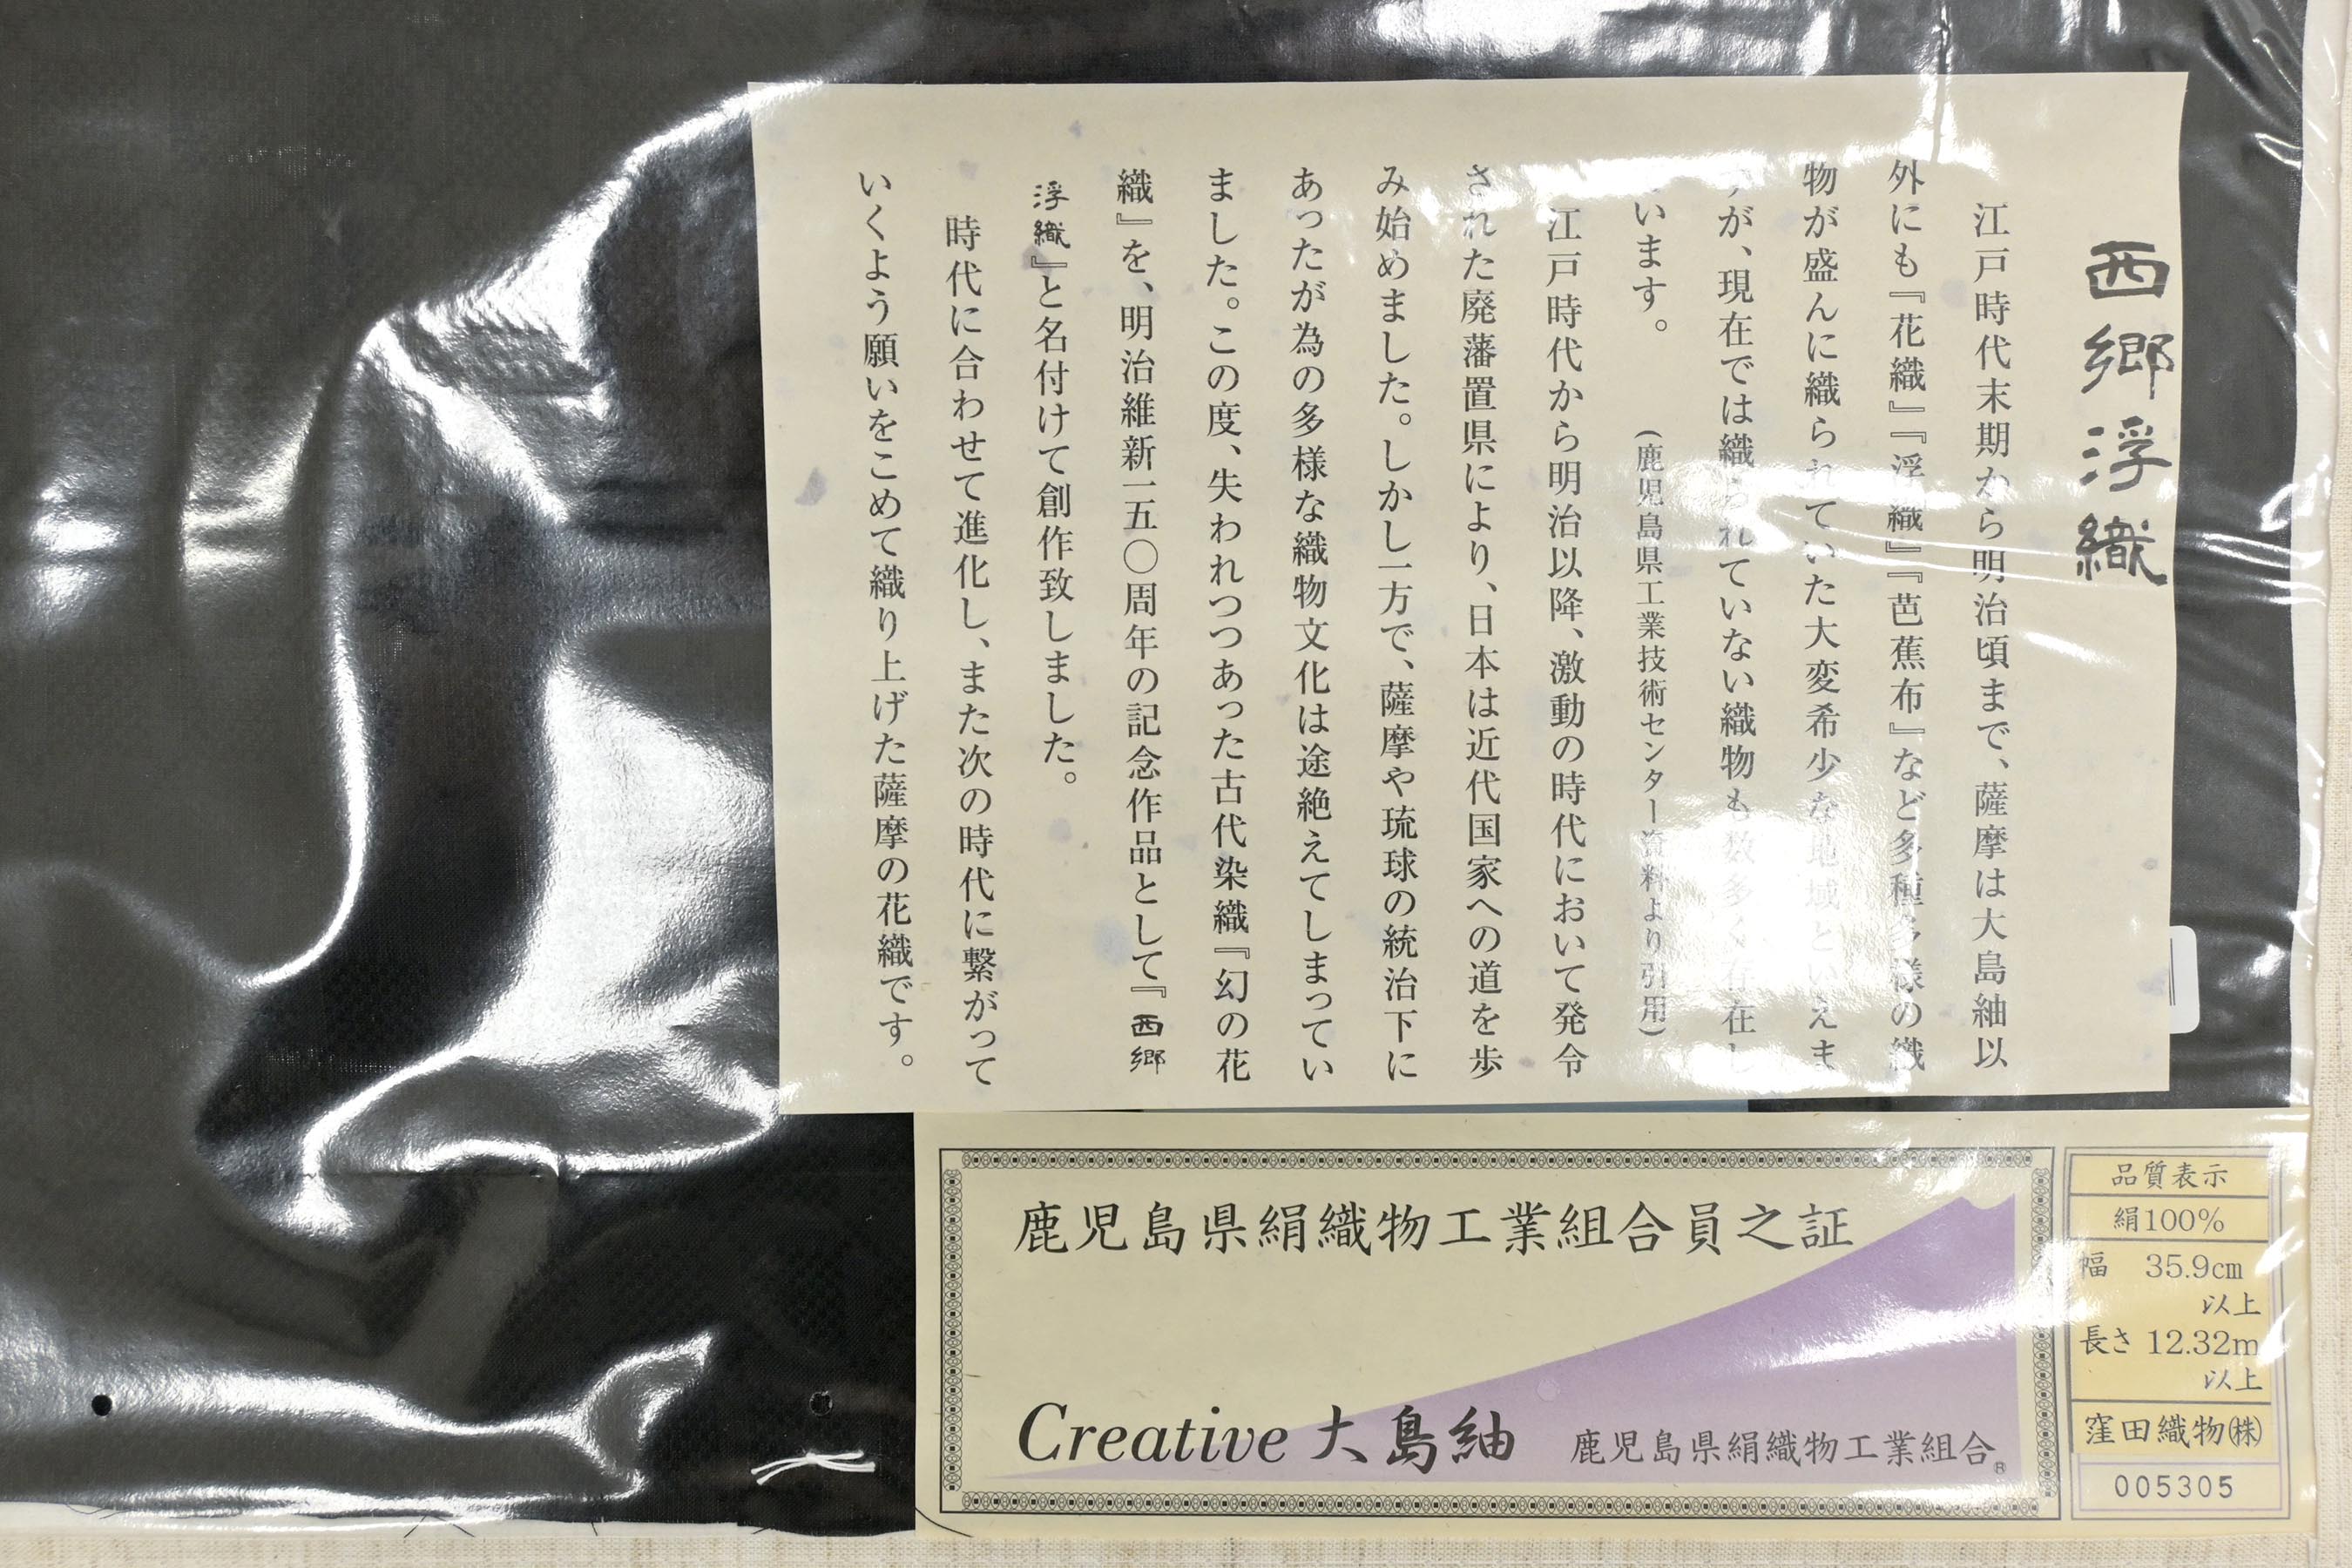 西郷浮織
江戸時代末期から明治頃まで、薩摩は大島紬以
外にも『花織』『浮織』『芭蕉布』など多種多様の織
物が盛んに織られていた大変希少な地域といえま
が、現在では織られていない織物も数多く存在し
います。　(鹿児島県工業技術センター資料より引用)
江戸時代から明治以降、激動の時代において発令
された廃藩置県により、日本は近代国家への道を歩
み始めました。しかし一方で、薩摩や琉球の統治下に
あったが為の多様な織物文化は途絶えてしまってい
ました。この度、失われつつあった古代染織『幻の花
織』を、明治維新一五〇周年の記念作品として『西郷
浮織』と名付けて創作致しました。
時代に合わせて進化し、また次の時代に繋がって
いくよう願いをこめて織り上げた薩摩の花織です。
鹿児島県絹織物工業組合員之証
Creative 大島紬 鹿児島県絹織物工業組合®
品質表示
絹100%
幅 35.9cm
以上
長さ 12.32m
以上
窪田織物㈱
005305